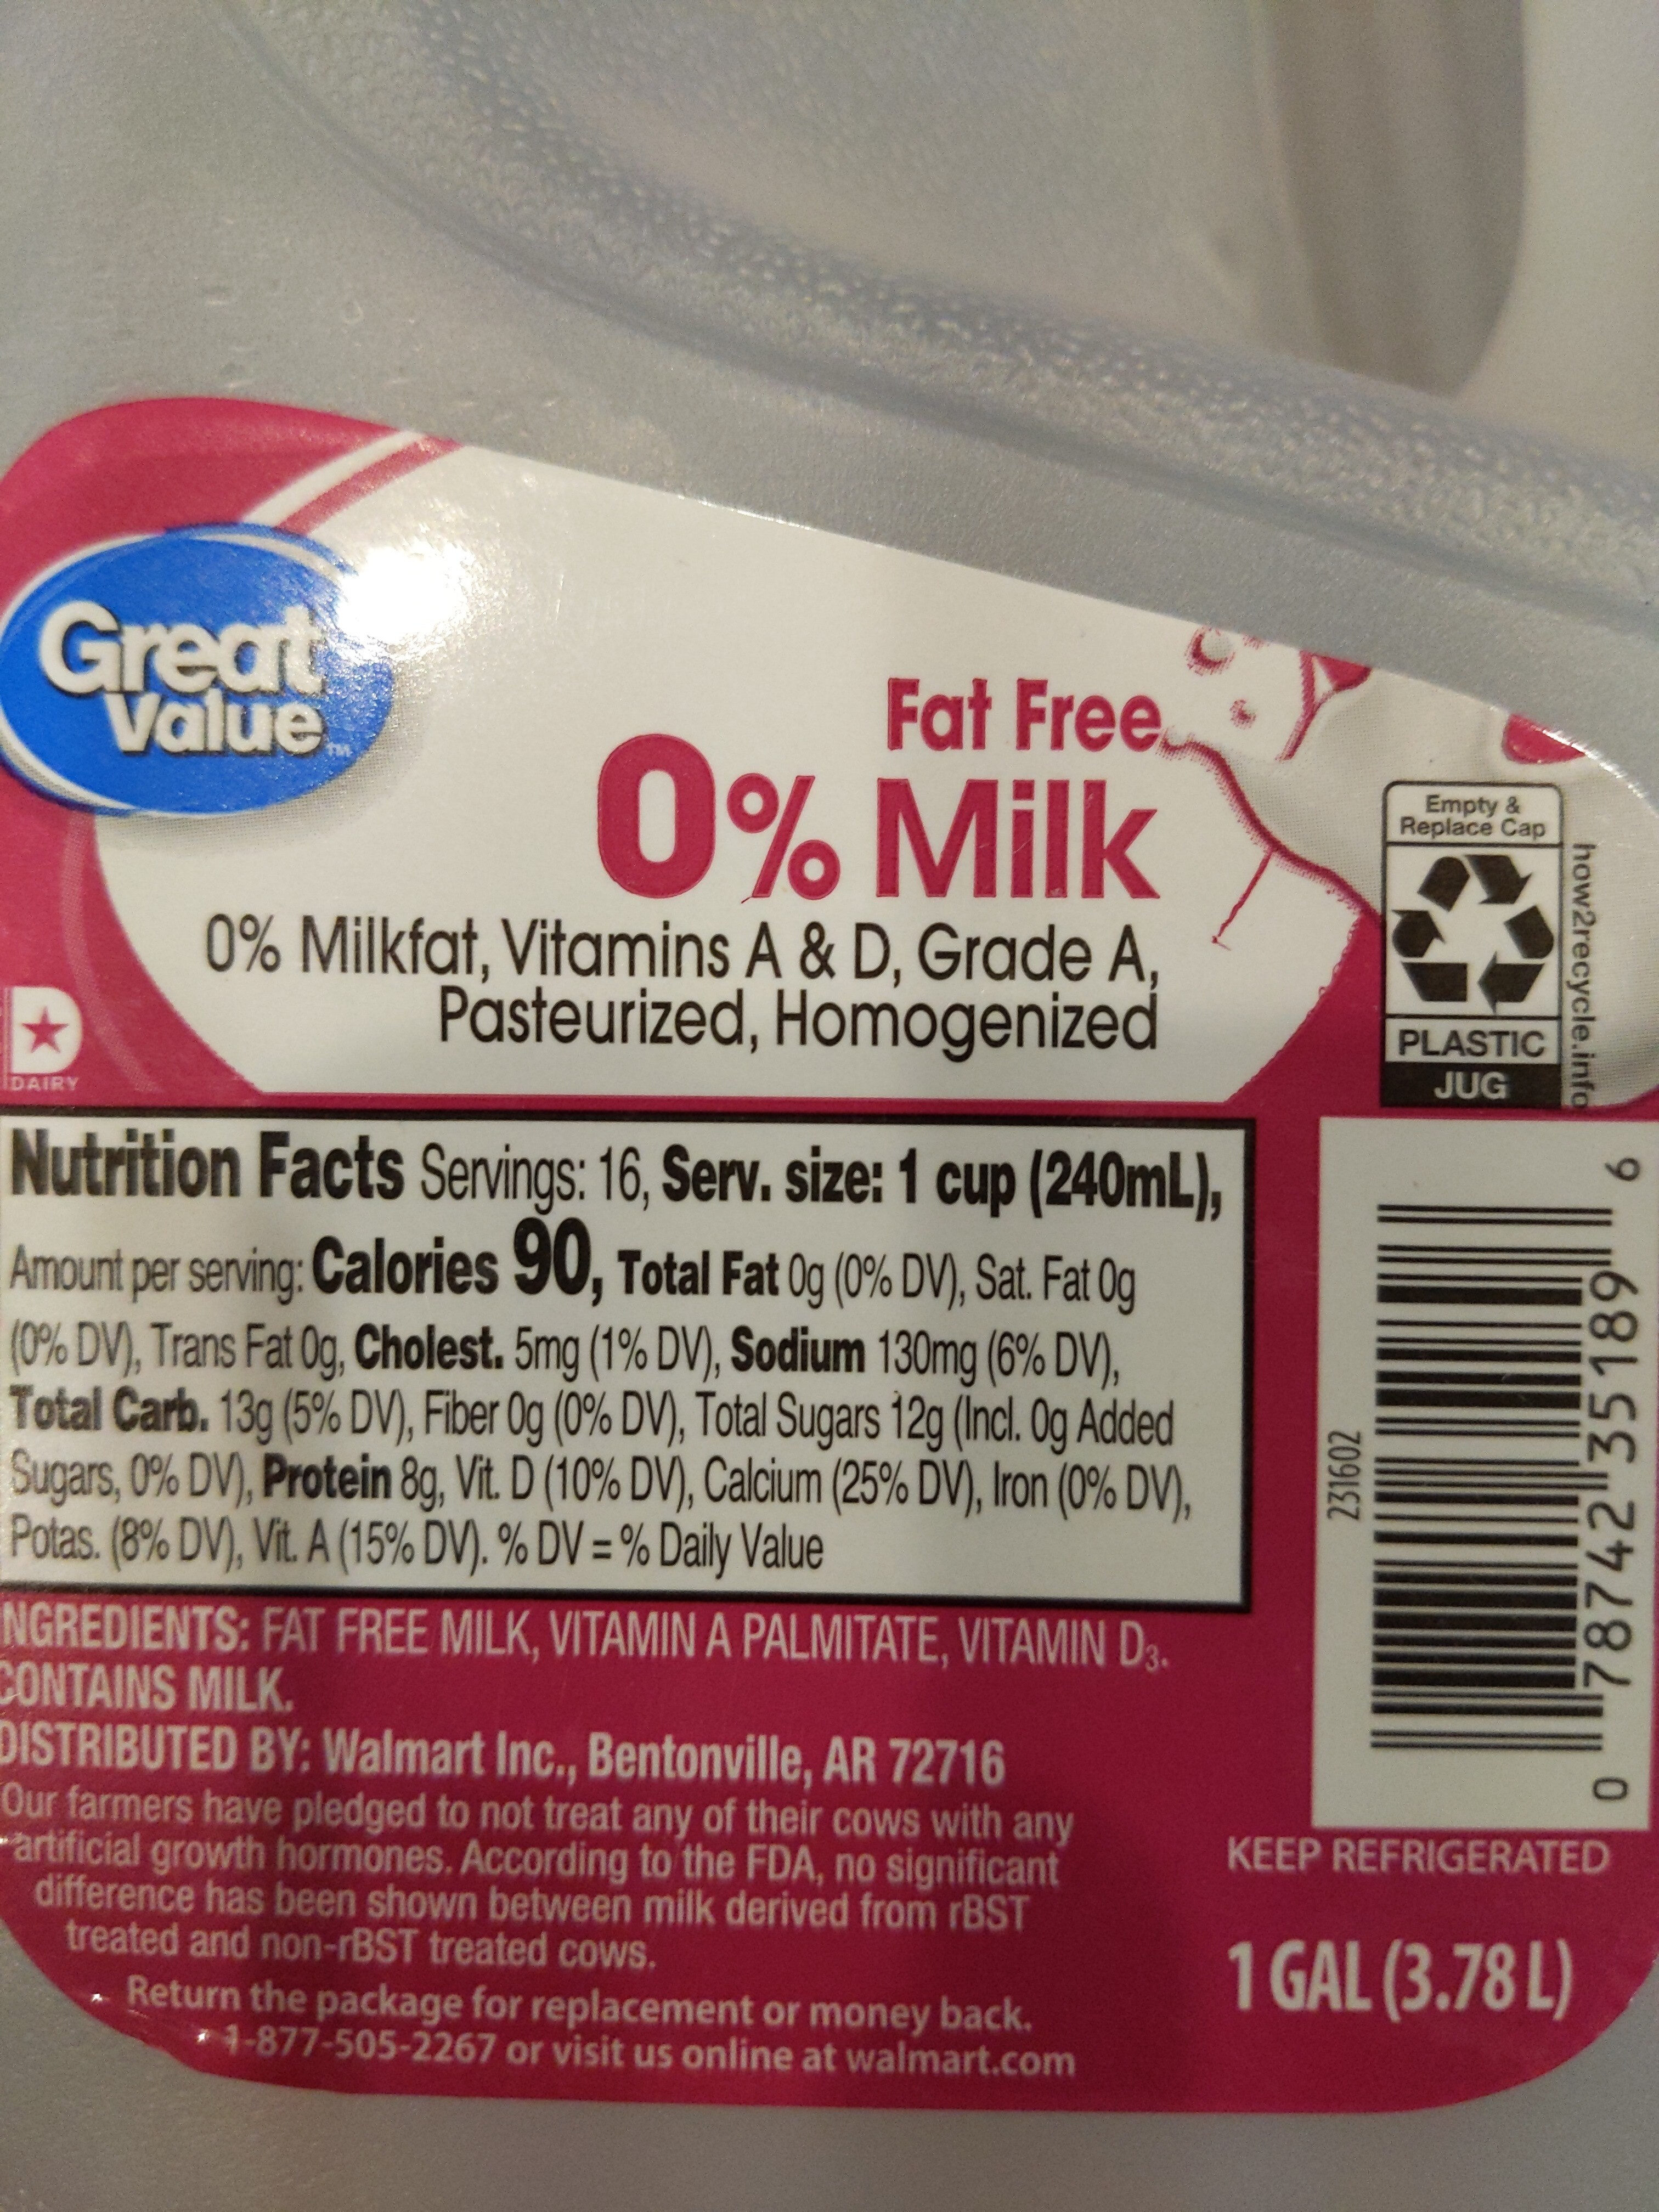 Great
Value™
Fat Free
0% Milk
0% Milkfat, Vitamins A & D, Grade A,
Pasteurized, Homogenized
D
DAIRY
Empty &
Replace Cap
PLASTIC
JUG
how2recycle.info
Nutrition Facts Servings: 16, Serv. size: 1 cup (240mL),
Amount per serving: Calories 90, Total Fat 0g (0% DV), Sat. Fat 0g
(0% DV), Trans Fat 0g, Cholest. 5mg (1% DV), Sodium 130mg (6% DV),
Total Carb. 13g (5% DV), Fiber 0g (0% DV), Total Sugars 12g (Incl. 0g Added
Sugars, 0% DV), Protein 8g, Vit. D (10% DV), Calcium (25% DV), Iron (0% DV),
Potas. (8% DV), Vit. A (15% DV). % DV = % Daily Value
NGREDIENTS: FAT FREE MILK, VITAMIN A PALMITATE, VITAMIN D₃.
CONTAINS MILK.
DISTRIBUTED BY: Walmart Inc., Bentonville, AR 72716
Our farmers have pledged to not treat any of their cows with any
artificial growth hormones. According to the FDA, no significant
difference has been shown between milk derived from rBST
treated and non-rBST treated cows.
Return the package for replacement or money back.
1-877-505-2267 or visit us online at walmart.com
231602
0 78742 35189 6
KEEP REFRIGERATED
1 GAL (3.78 L)